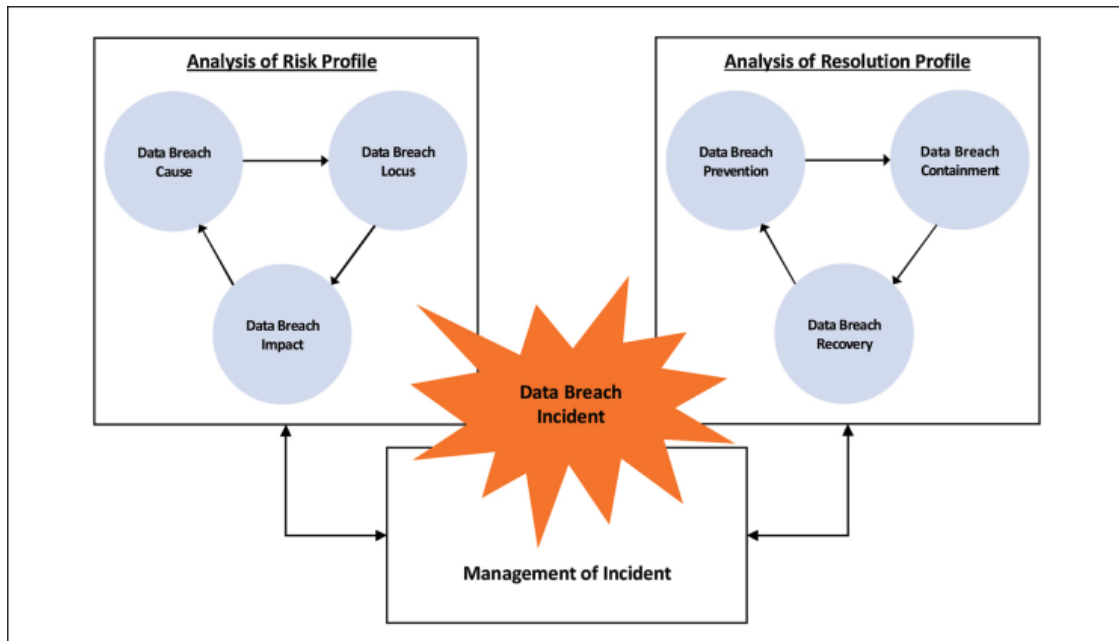 Analysis of Risk Profile
Data Breach
Cause
Data Breach
Locus
Data Breach
Impact
Analysis of Resolution Profile
Data Breach
Prevention
Data Breach
Containment
Data Breach
Recovery
Data Breach
Incident
Management of Incident